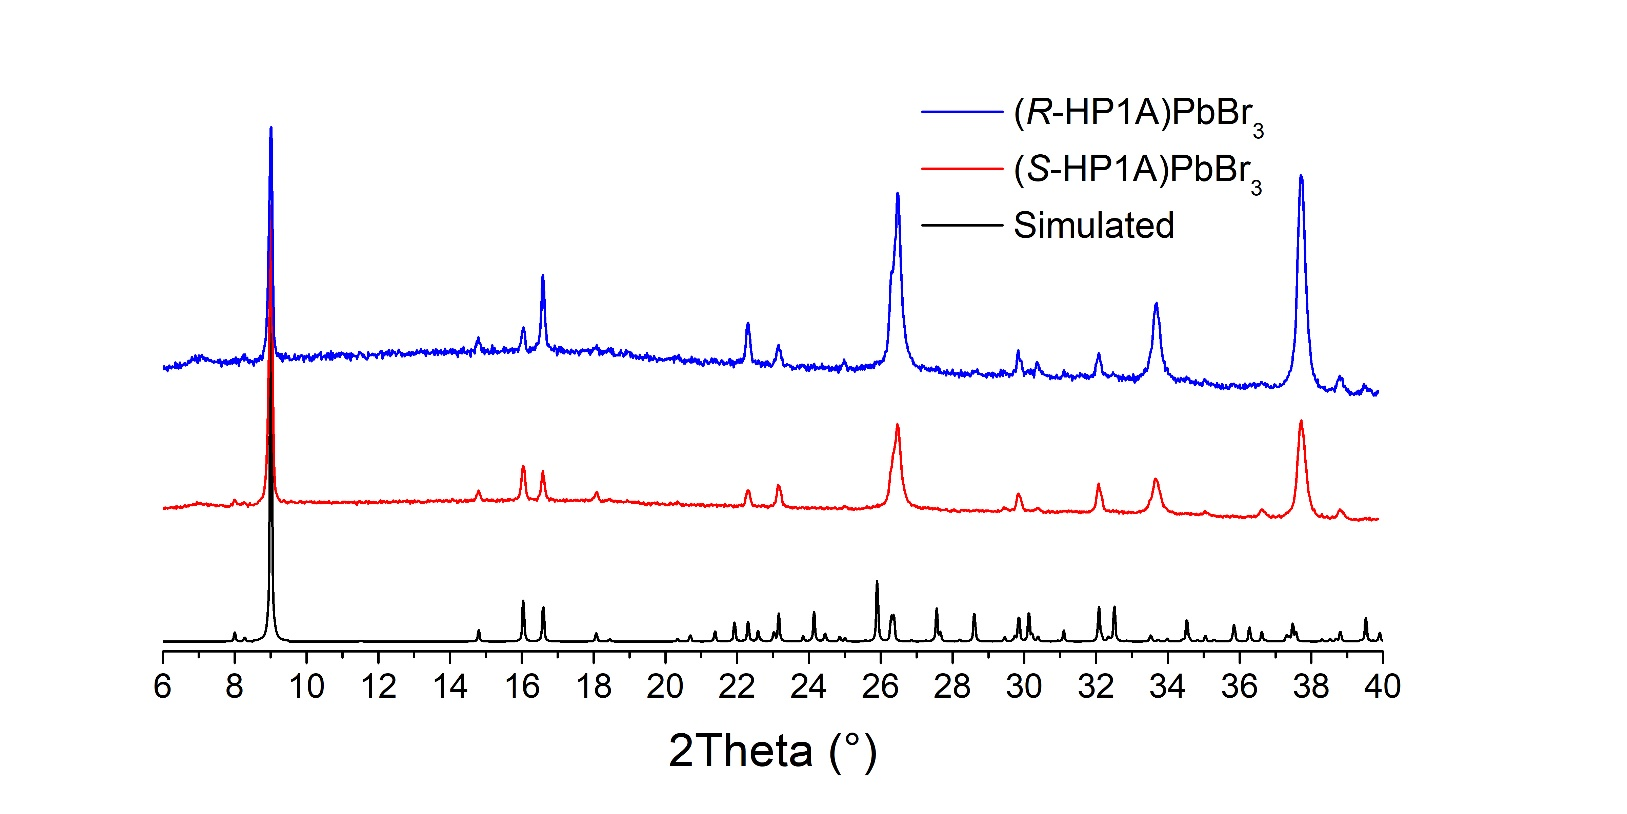 (R-HP1A)PbBr3
(S-HP1A)PbBr3
Simulated
6 8 10 12 14 16 18 20 22 24 26 28 30 32 34 36 38 40
2Theta (°)